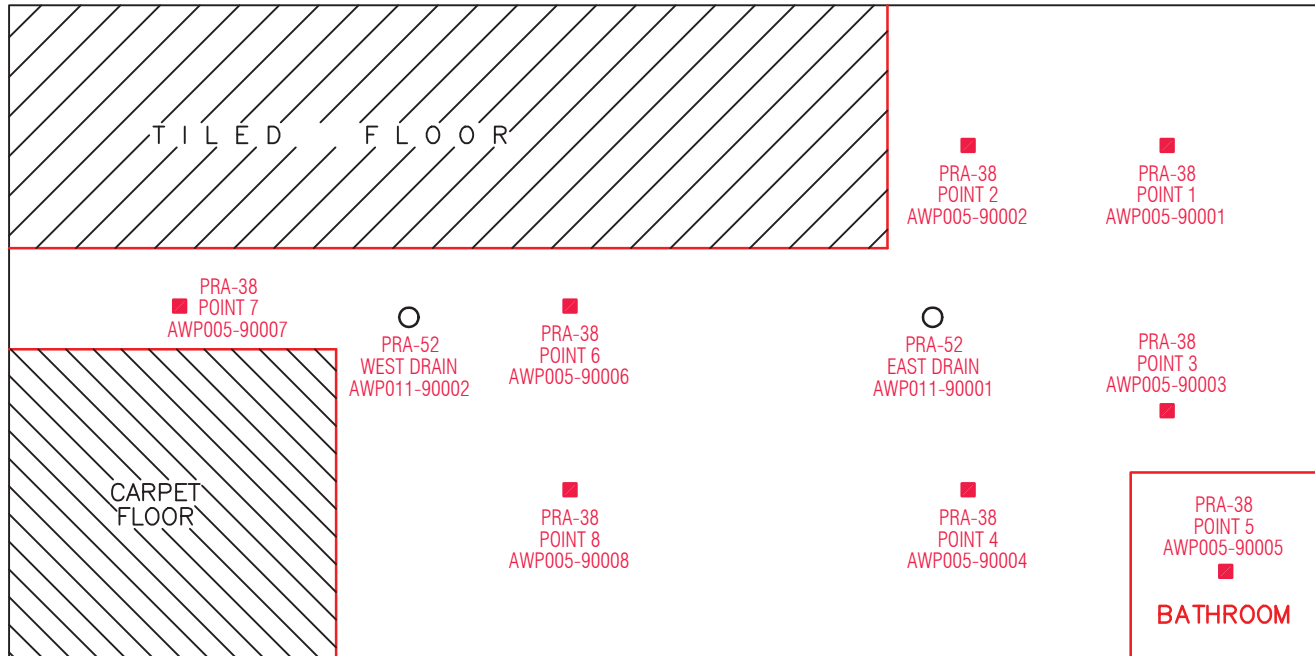 TILED FLOOR
PRA-38
POINT 2
AWP005-90002
PRA-38
POINT 1
AWP005-90001
PRA-38
POINT 7
AWP005-90007
PRA-52
WEST DRAIN
AWP011-90002
PRA-38
POINT 6
AWP005-90006
PRA-52
EAST DRAIN
AWP011-90001
PRA-38
POINT 3
AWP005-90003
CARPET
FLOOR
PRA-38
POINT 8
AWP005-90008
PRA-38
POINT 4
AWP005-90004
PRA-38
POINT 5
AWP005-90005
BATHROOM